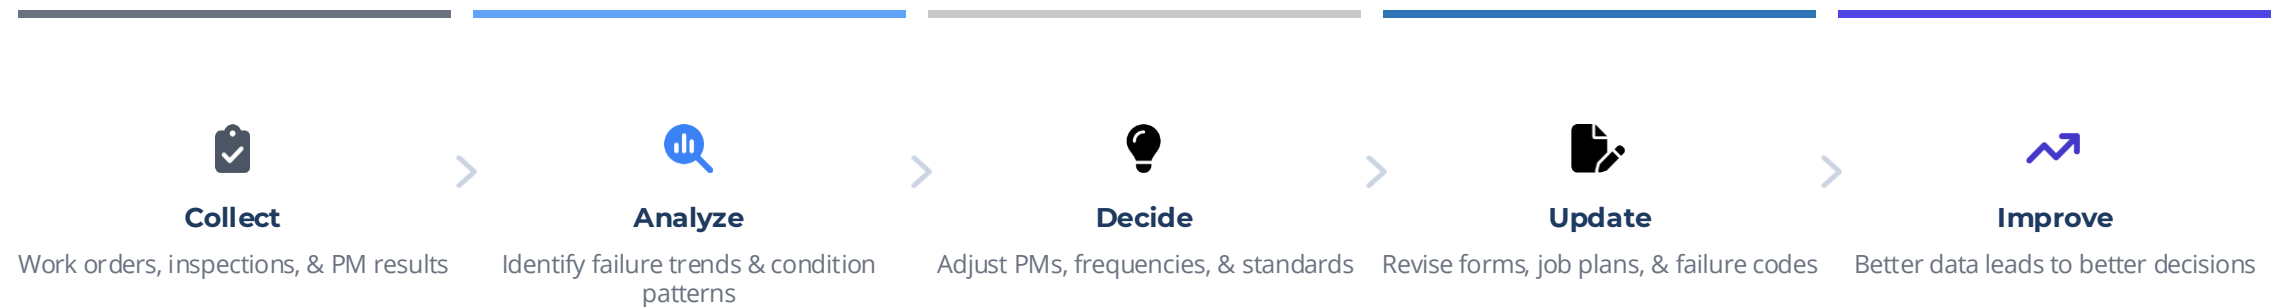 Collect
Work orders, inspections, & PM results
Analyze
Identify failure trends & condition
patterns
Decide
Adjust PMs, frequencies, & standards
Update
Revise forms, job plans, & failure codes
Improve
Better data leads to better decisions